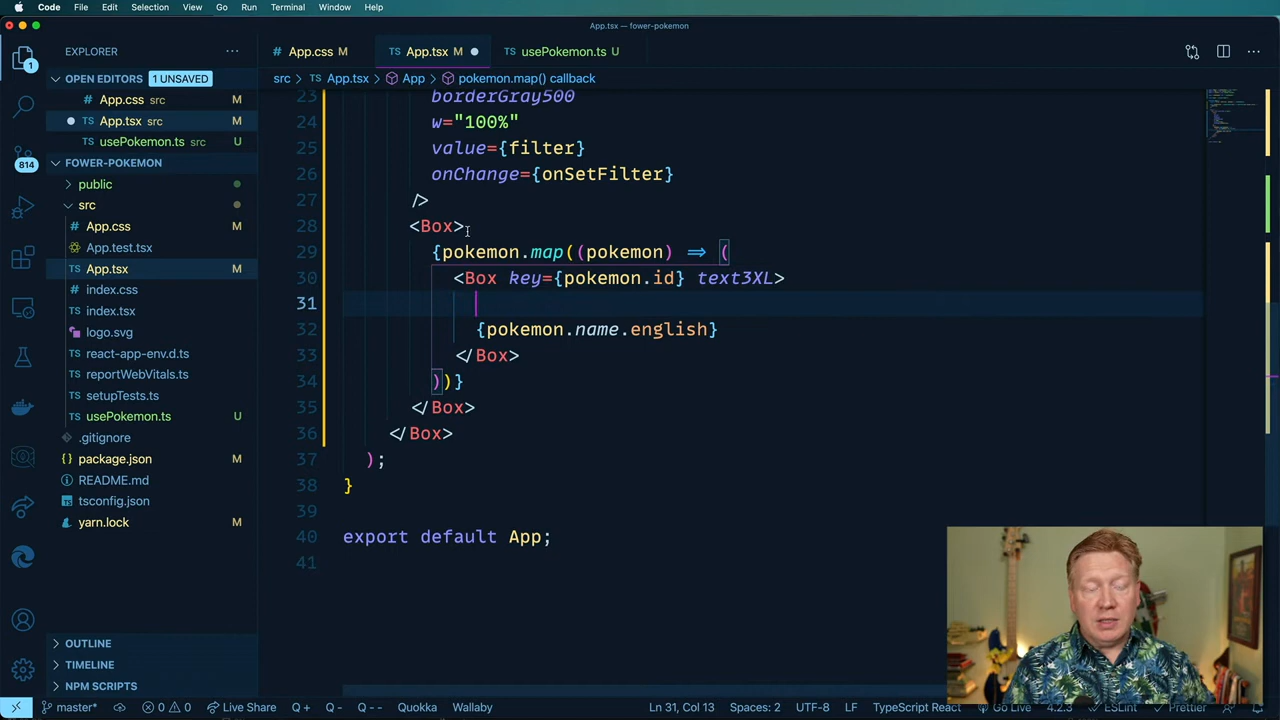 Code File Edit Selection View Go Run Terminal Window Help
App.tsx — fower-pokemon
EXPLORER
# App.css M
App.tsx M
usePokemon.ts U
OPEN EDITORS 1 UNSAVED
src > App.tsx > App > pokemon.map() callback
# App.css src M
App.tsx src M
usePokemon.ts src U
FOWER-POKEMON
public
src
# App.css M
App.test.tsx
App.tsx M
# index.css
index.tsx
logo.svg
react-app-env.d.ts
reportWebVitals.ts
setupTests.ts
usePokemon.ts U
.gitignore
package.json M
README.md
tsconfig.json
yarn.lock M
OUTLINE
TIMELINE
NPM SCRIPTS
1
814
23 borderGray500
24 w="100%"
25 value={filter}
26 onChange={onSetFilter}
27 />
28 <Box>
29 {pokemon.map((pokemon) => (
30 <Box key={pokemon.id} text3XL>
31
32 {pokemon.name.english}
33 </Box>
34 ))}
35 </Box>
36 </Box>
37 );
38 }
39
40 export default App;
41
master* 0 0 Live Share Q + Q - Q -- Quokka Wallaby Ln 31, Col 13 Spaces: 2 UTF-8 LF TypeScript React Go Live 4.2.3 ESLint Prettier